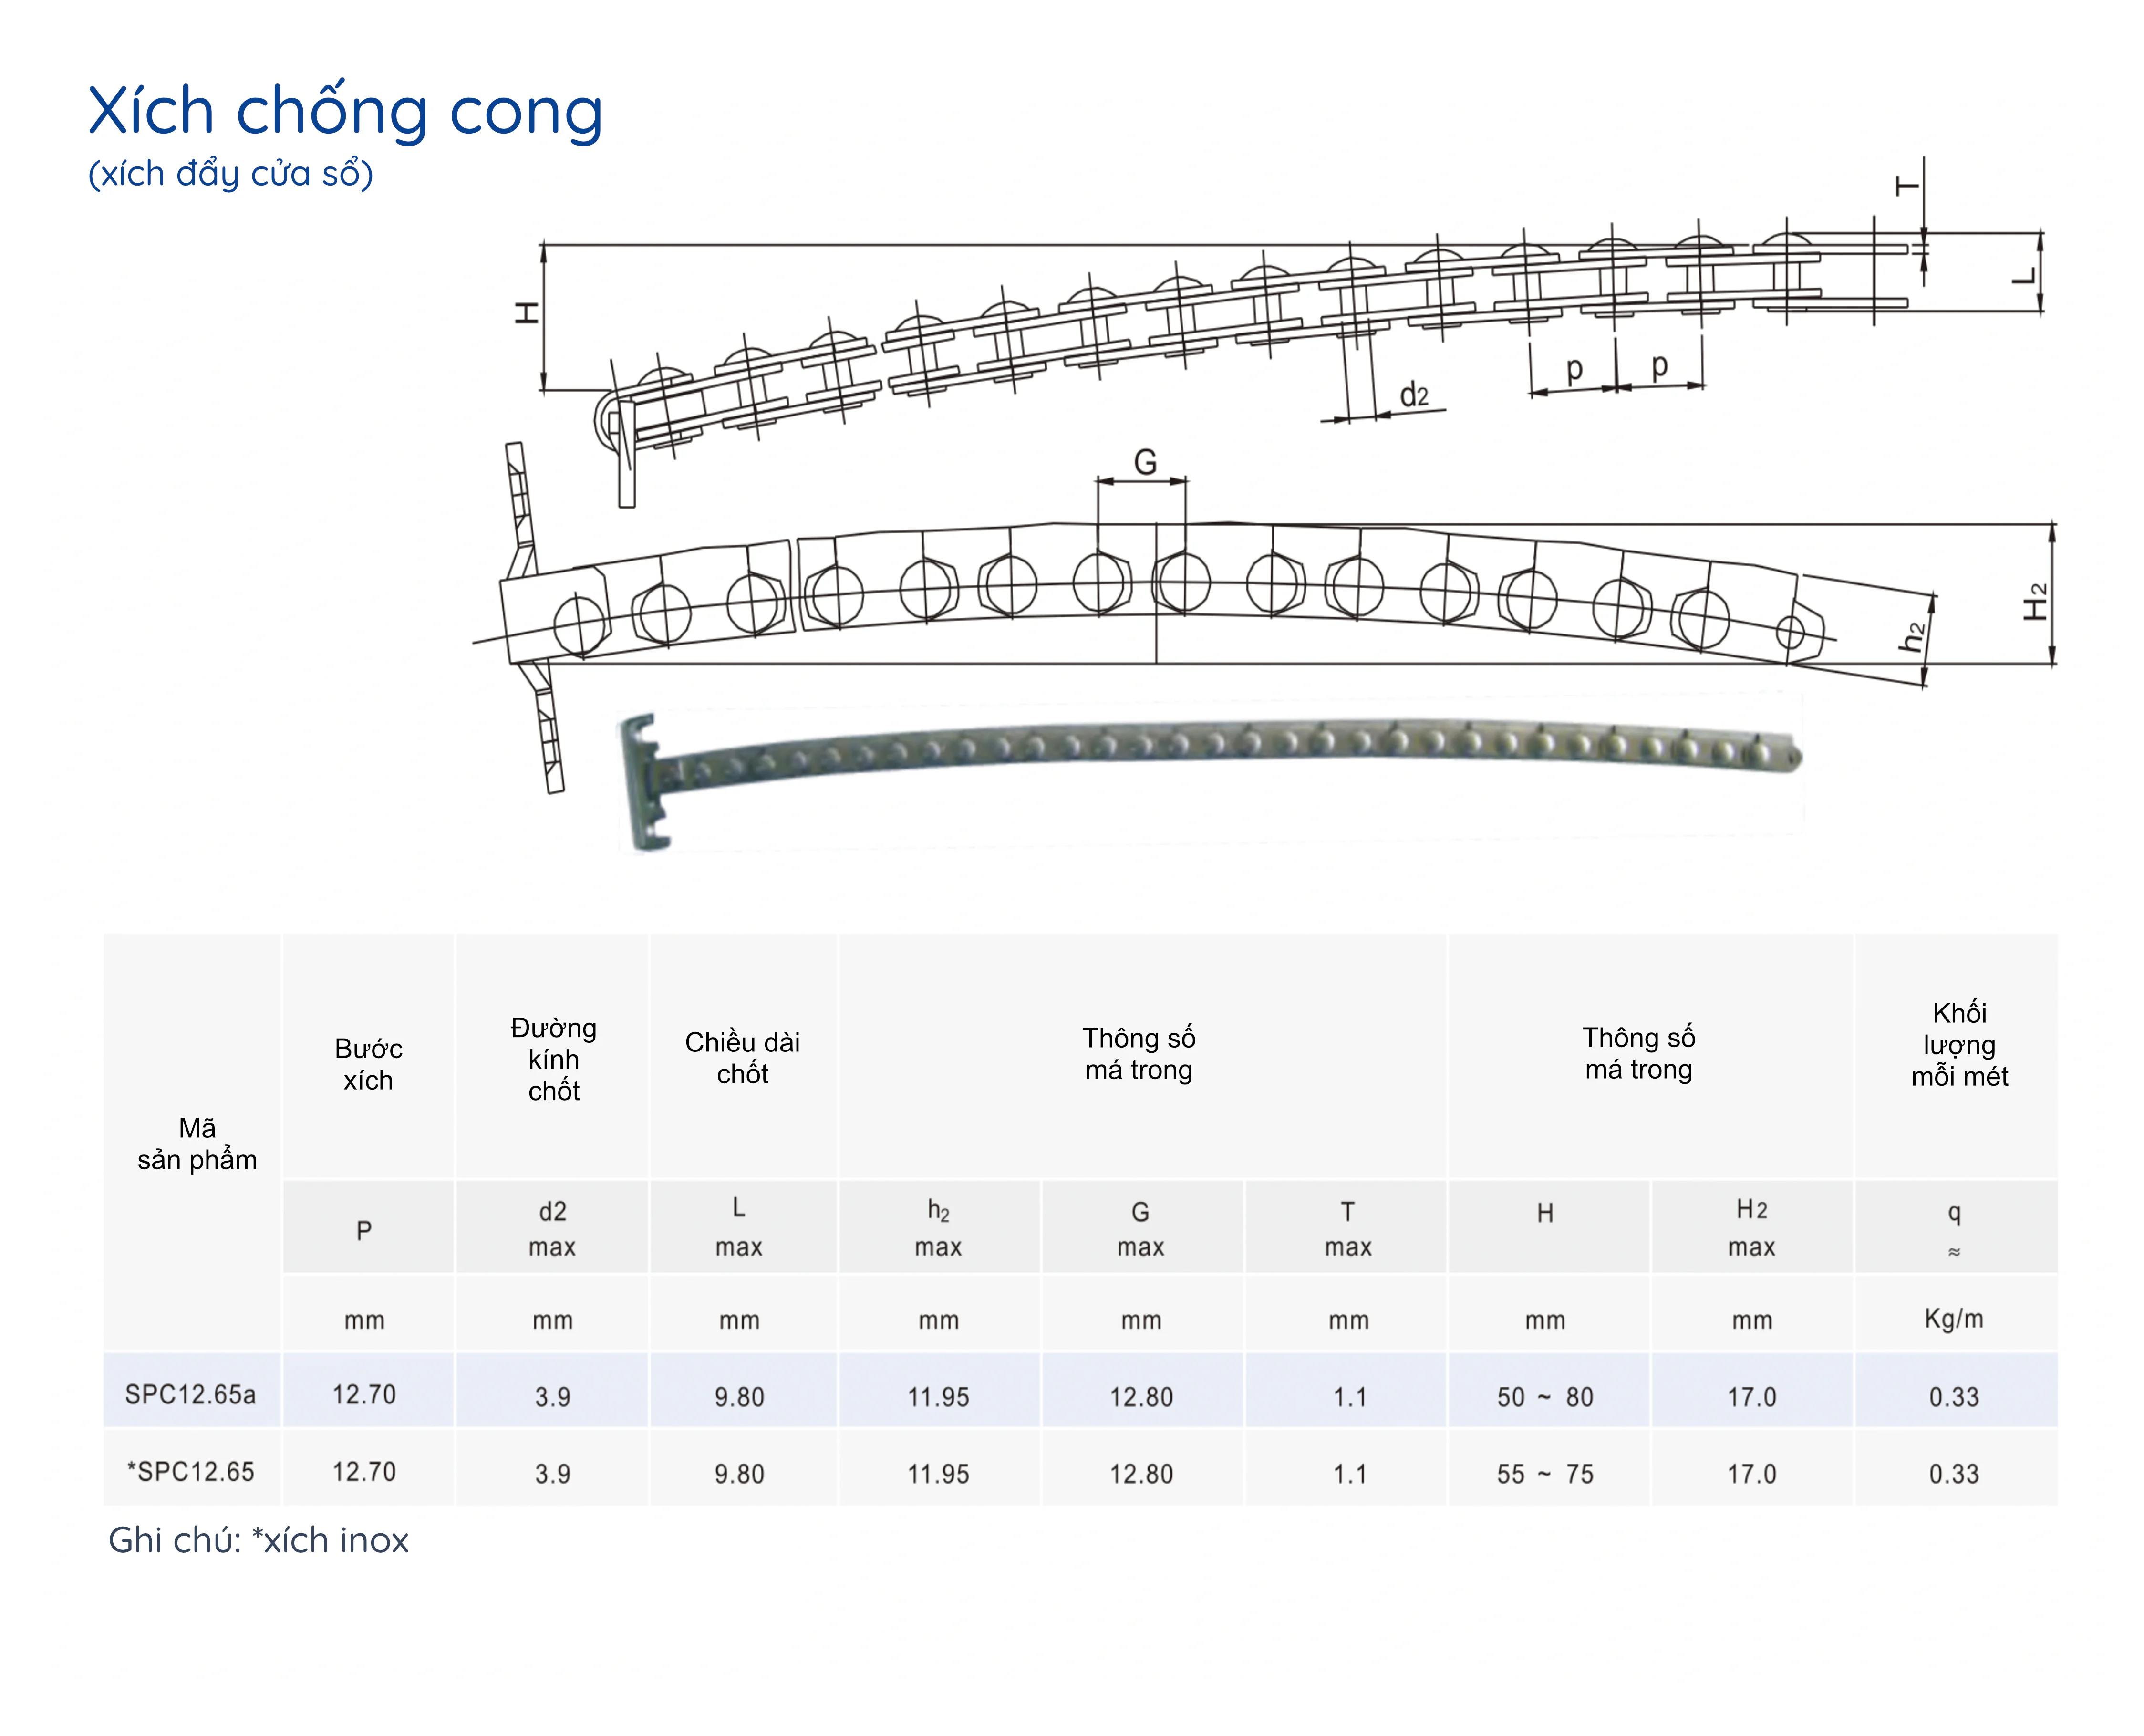 Xích chống cong
(xích đẩy cửa sổ)
T
H
L
p
p
d2
G
H2
h2
Mã
sản phẩm
Bước
xích
Đường
kính
chốt
Chiều dài
chốt
Thông số
má trong
Thông số
má trong
Khối
lượng
mỗi mét
P
d2
max
L
max
h2
max
G
max
T
max
H
H2
max
q
≈
mm mm mm mm mm mm mm mm Kg/m
SPC12.65a 12.70 3.9 9.80 11.95 12.80 1.1 50 ~ 80 17.0 0.33
*SPC12.65 12.70 3.9 9.80 11.95 12.80 1.1 55 ~ 75 17.0 0.33
Ghi chú: *xích inox